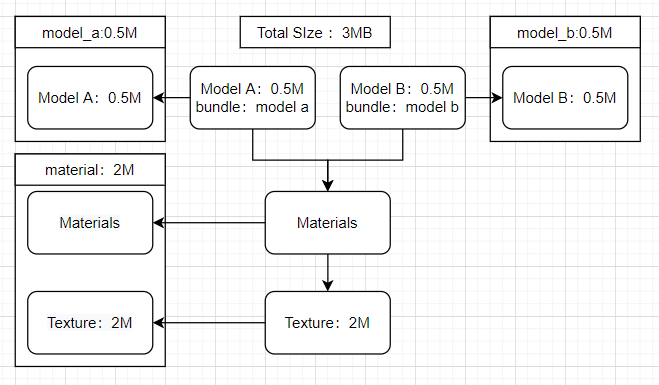 model_a:0.5M
Total SIze： 3MB
model_b:0.5M
Model A：0.5M
Model A：0.5M
bundle：model a
Model B：0.5M
bundle：model b
Model B：0.5M
material：2M
Materials
Materials
Texture：2M
Texture：2M